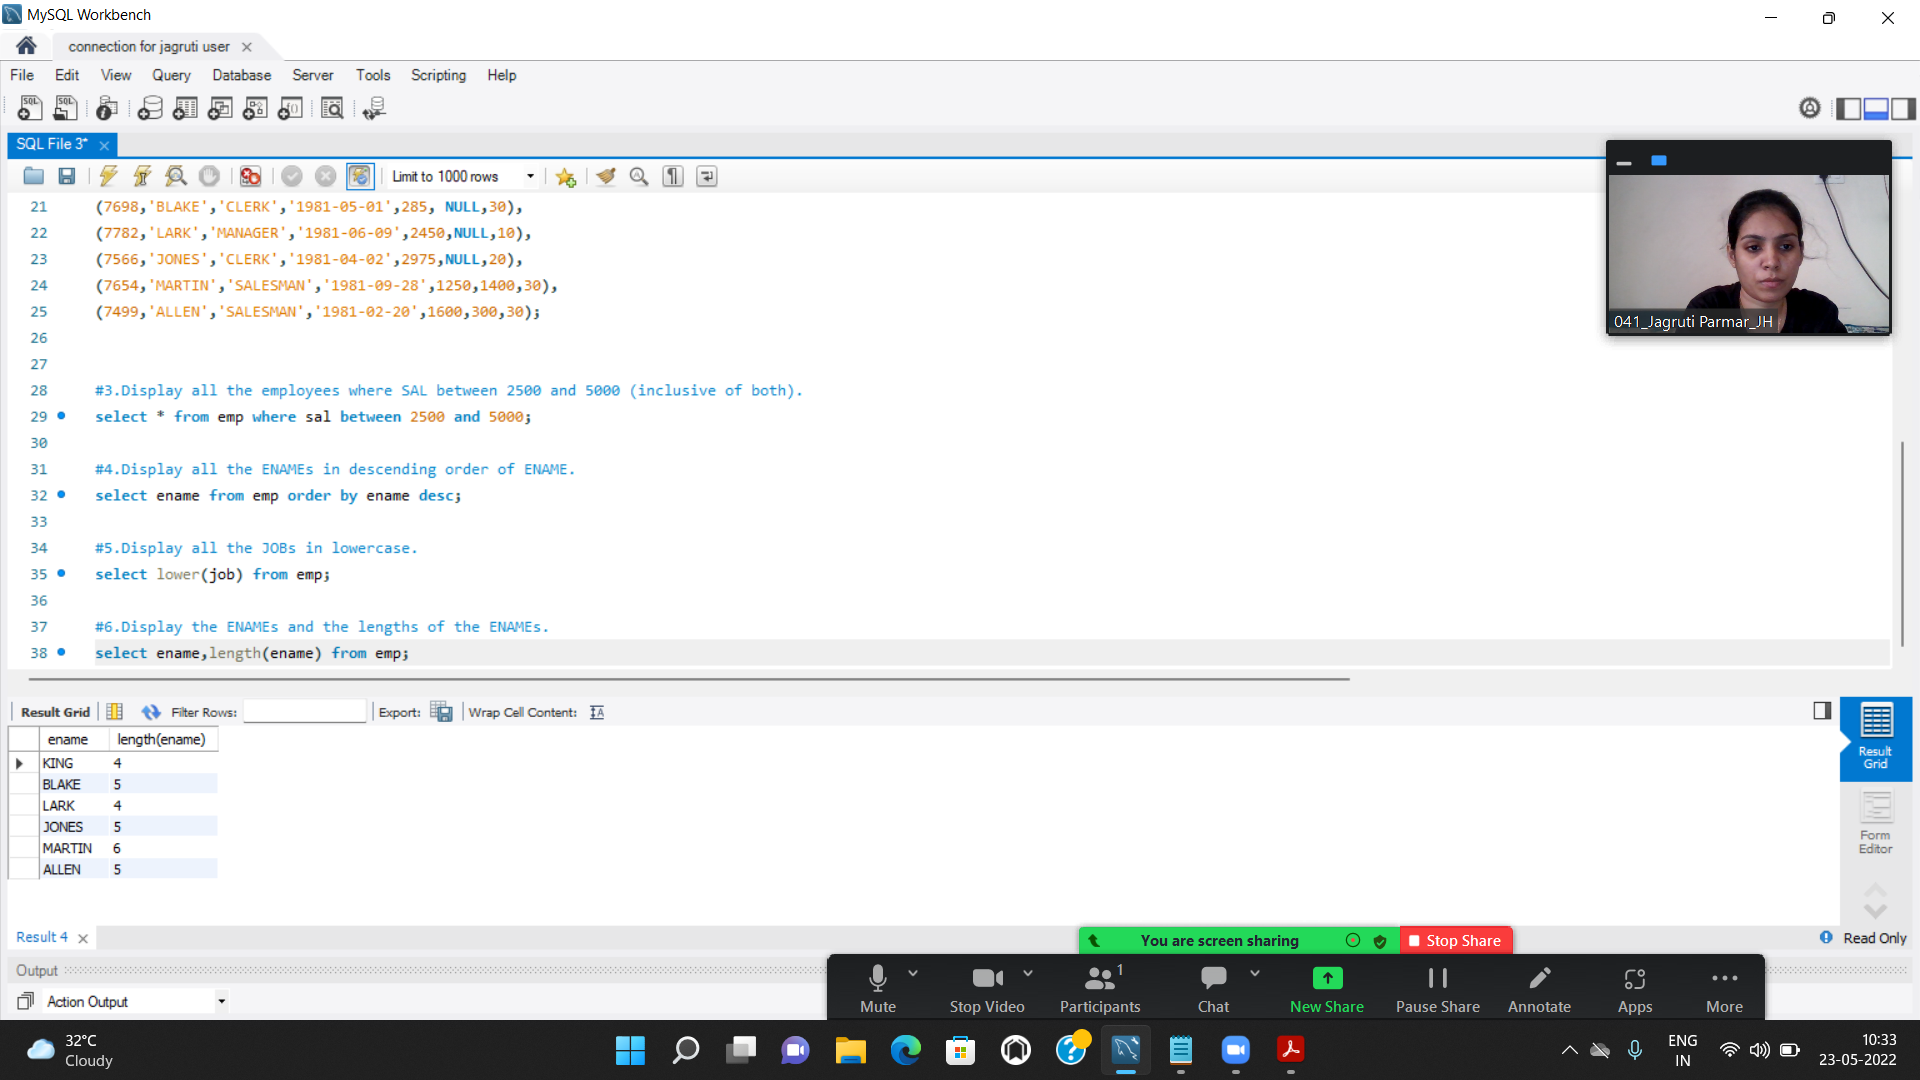 MySQL Workbench
connection for jagruti user
File Edit View Query Database Server Tools Scripting Help
SQL File 3*
Limit to 1000 rows
21 (7698,'BLAKE','CLERK','1981-05-01',285, NULL,30),
22 (7782,'LARK','MANAGER','1981-06-09',2450,NULL,10),
23 (7566,'JONES','CLERK','1981-04-02',2975,NULL,20),
24 (7654,'MARTIN','SALESMAN','1981-09-28',1250,1400,30),
25 (7499,'ALLEN','SALESMAN','1981-02-20',1600,300,30);
26
27
28 #3.Display all the employees where SAL between 2500 and 5000 (inclusive of both).
29 select * from emp where sal between 2500 and 5000;
30
31 #4.Display all the ENAMEs in descending order of ENAME.
32 select ename from emp order by ename desc;
33
34 #5.Display all the JOBs in lowercase.
35 select lower(job) from emp;
36
37 #6.Display the ENAMEs and the lengths of the ENAMEs.
38 select ename,length(ename) from emp;
041_Jagruti Parmar_JH
Result Grid Filter Rows: Export: Wrap Cell Content:
ename length(ename)
KING 4
BLAKE 5
LARK 4
JONES 5
MARTIN 6
ALLEN 5
Result Grid
Form Editor
Result 4
Read Only
You are screen sharing
Stop Share
Output
Action Output
Mute Stop Video Participants 1 Chat New Share Pause Share Annotate Apps More
32°C
Cloudy
ENG
IN
10:33
23-05-2022